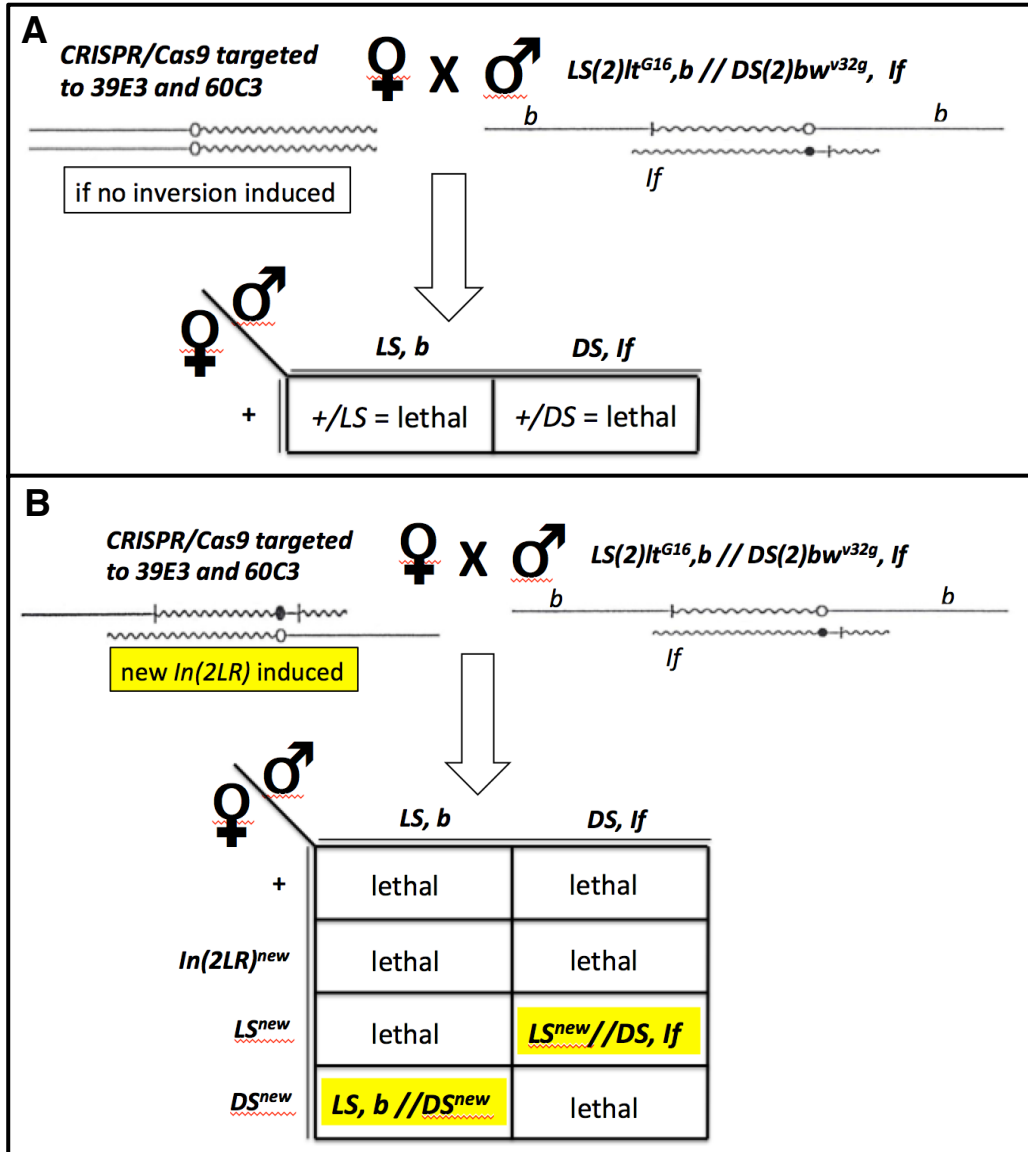 A
CRISPR/Cas9 targeted
to 39E3 and 60C3
♀ X ♂
LS(2)lt^G16,b // DS(2)bw^v32g, If
b
b
If
if no inversion induced
♂
♀
LS, b
DS, If
+
+/LS = lethal
+/DS = lethal
B
CRISPR/Cas9 targeted
to 39E3 and 60C3
♀ X ♂
LS(2)lt^G16,b // DS(2)bw^v32g, If
b
b
If
new In(2LR) induced
♂
♀
LS, b
DS, If
+
lethal
lethal
In(2LR)^new
lethal
lethal
LS^new
lethal
LS^new//DS, If
DS^new
LS, b //DS^new
lethal